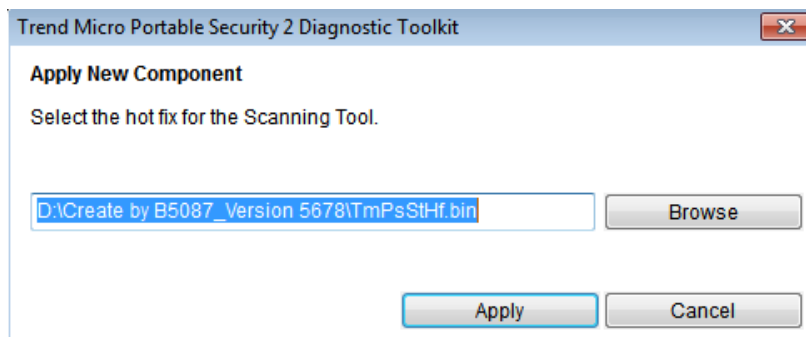 Trend Micro Portable Security 2 Diagnostic Toolkit
Apply New Component
Select the hot fix for the Scanning Tool.
D:\Create by B5087_Version 5678\TmPsStHf.bin
Browse
Apply
Cancel